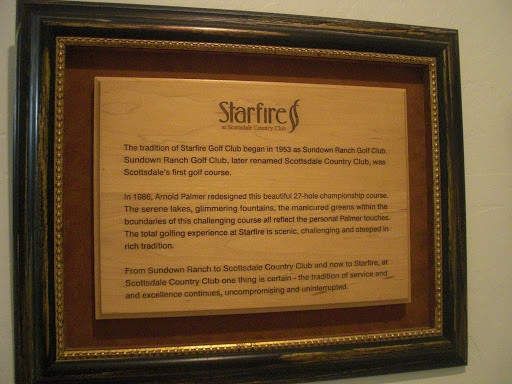 Starfire
at Scottsdale Country Club
The tradition of Starfire Golf Club began in 1953 as Sundown Ranch Golf Club.
Sundown Ranch Golf Club, later renamed Scottsdale Country Club, was
Scottsdale's first golf course.
In 1986, Arnold Palmer redesigned this beautiful 27-hole championship course.
The serene lakes, glimmering fountains, the manicured greens within the
boundaries of this challenging course all reflect the personal Palmer touches.
The total golfing experience at Starfire is scenic, challenging and steeped in
rich tradition.
From Sundown Ranch to Scottsdale Country Club and now to Starfire, at
Scottsdale Country Club one thing is certain - the tradition of service and
and excellence continues, uncompromising and uninterrupted.